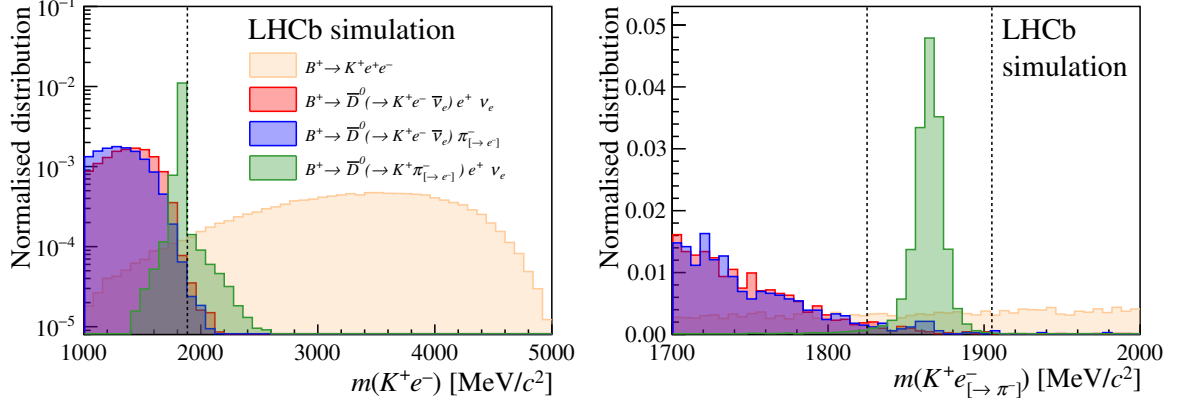 LHCb simulation
B⁺→ K⁺e⁺e⁻
B⁺→ D̅⁰(→ K⁺e⁻ ν̅ₑ) e⁺ νₑ
B⁺→ D̅⁰(→ K⁺e⁻ ν̅ₑ) π⁻[→ e⁻]
B⁺→ D̅⁰(→ K⁺π⁻[→ e⁻]) e⁺ νₑ
Normalised distribution
10⁻¹
10⁻²
10⁻³
10⁻⁴
10⁻⁵
1000 2000 3000 4000 5000
m(K⁺e⁻) [MeV/c²]
LHCb
simulation
Normalised distribution
0.05
0.04
0.03
0.02
0.01
0.00
1700 1800 1900 2000
m(K⁺e⁻[→ π⁻]) [MeV/c²]